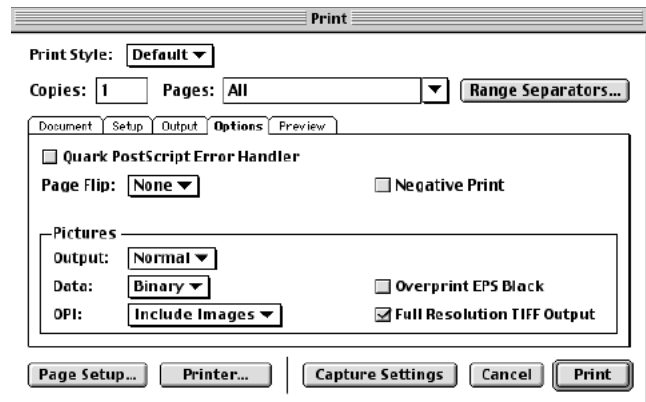 Print
Print Style: Default
Copies: 1 Pages: All Range Separators...
Document Setup Output Options Preview
Quark PostScript Error Handler
Page Flip: None Negative Print
Pictures
Output: Normal
Data: Binary Overprint EPS Black
OPI: Include Images Full Resolution TIFF Output
Page Setup... Printer... Capture Settings Cancel Print